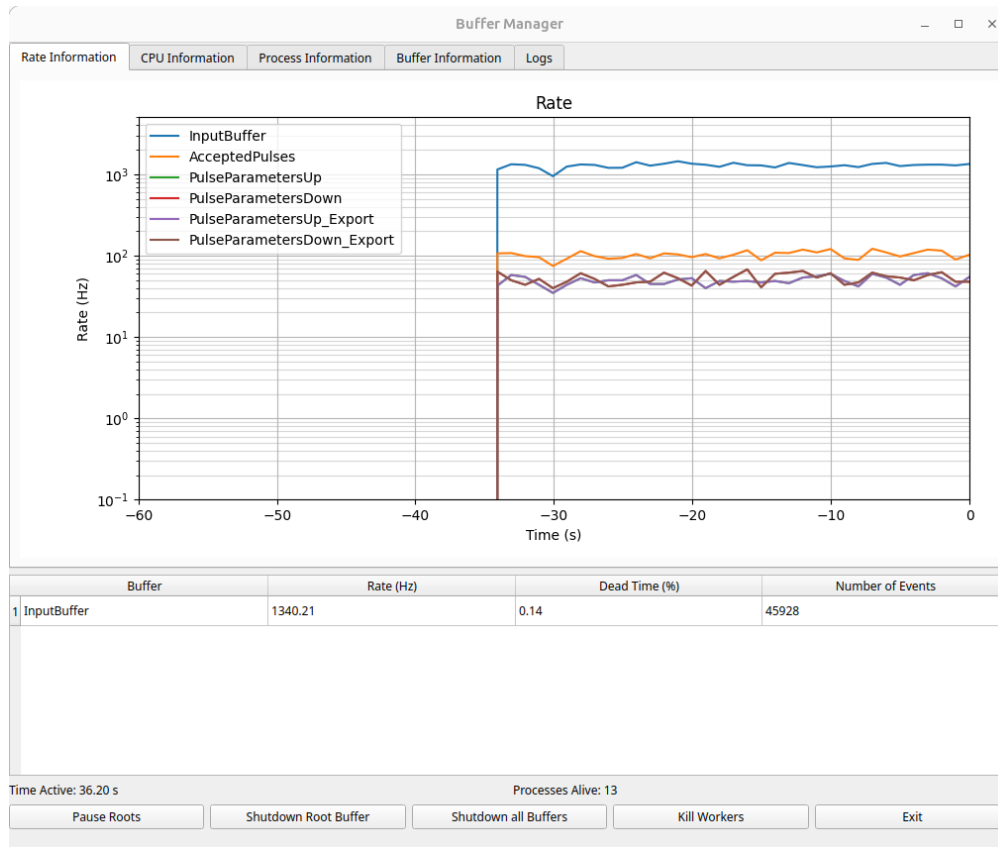 Buffer Manager
Rate Information CPU Information Process Information Buffer Information Logs
Rate
InputBuffer
AcceptedPulses
PulseParametersUp
PulseParametersDown
PulseParametersUp_Export
PulseParametersDown_Export
10³
10²
10¹
10⁰
10⁻¹
Rate (Hz)
−60 −50 −40 −30 −20 −10 0
Time (s)
Buffer Rate (Hz) Dead Time (%) Number of Events
1 InputBuffer 1340.21 0.14 45928
Time Active: 36.20 s Processes Alive: 13
Pause Roots Shutdown Root Buffer Shutdown all Buffers Kill Workers Exit